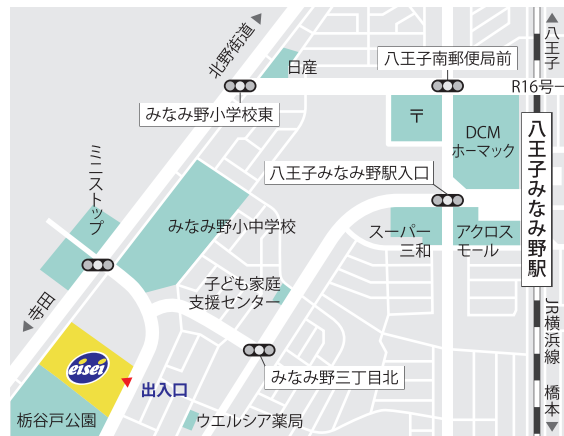 八王子
北野街道
日産
八王子南郵便局前
R16号
みなみ野小学校東
〒
DCM
ホーマック
八王子みなみ野駅入口
八王子みなみ野駅
ミニストップ
みなみ野小中学校
スーパー
三和
アクロス
モール
子ども家庭
支援センター
寺田
JR横浜線
橋本
eisei
出入口
みなみ野三丁目北
栃谷戸公園
ウエルシア薬局